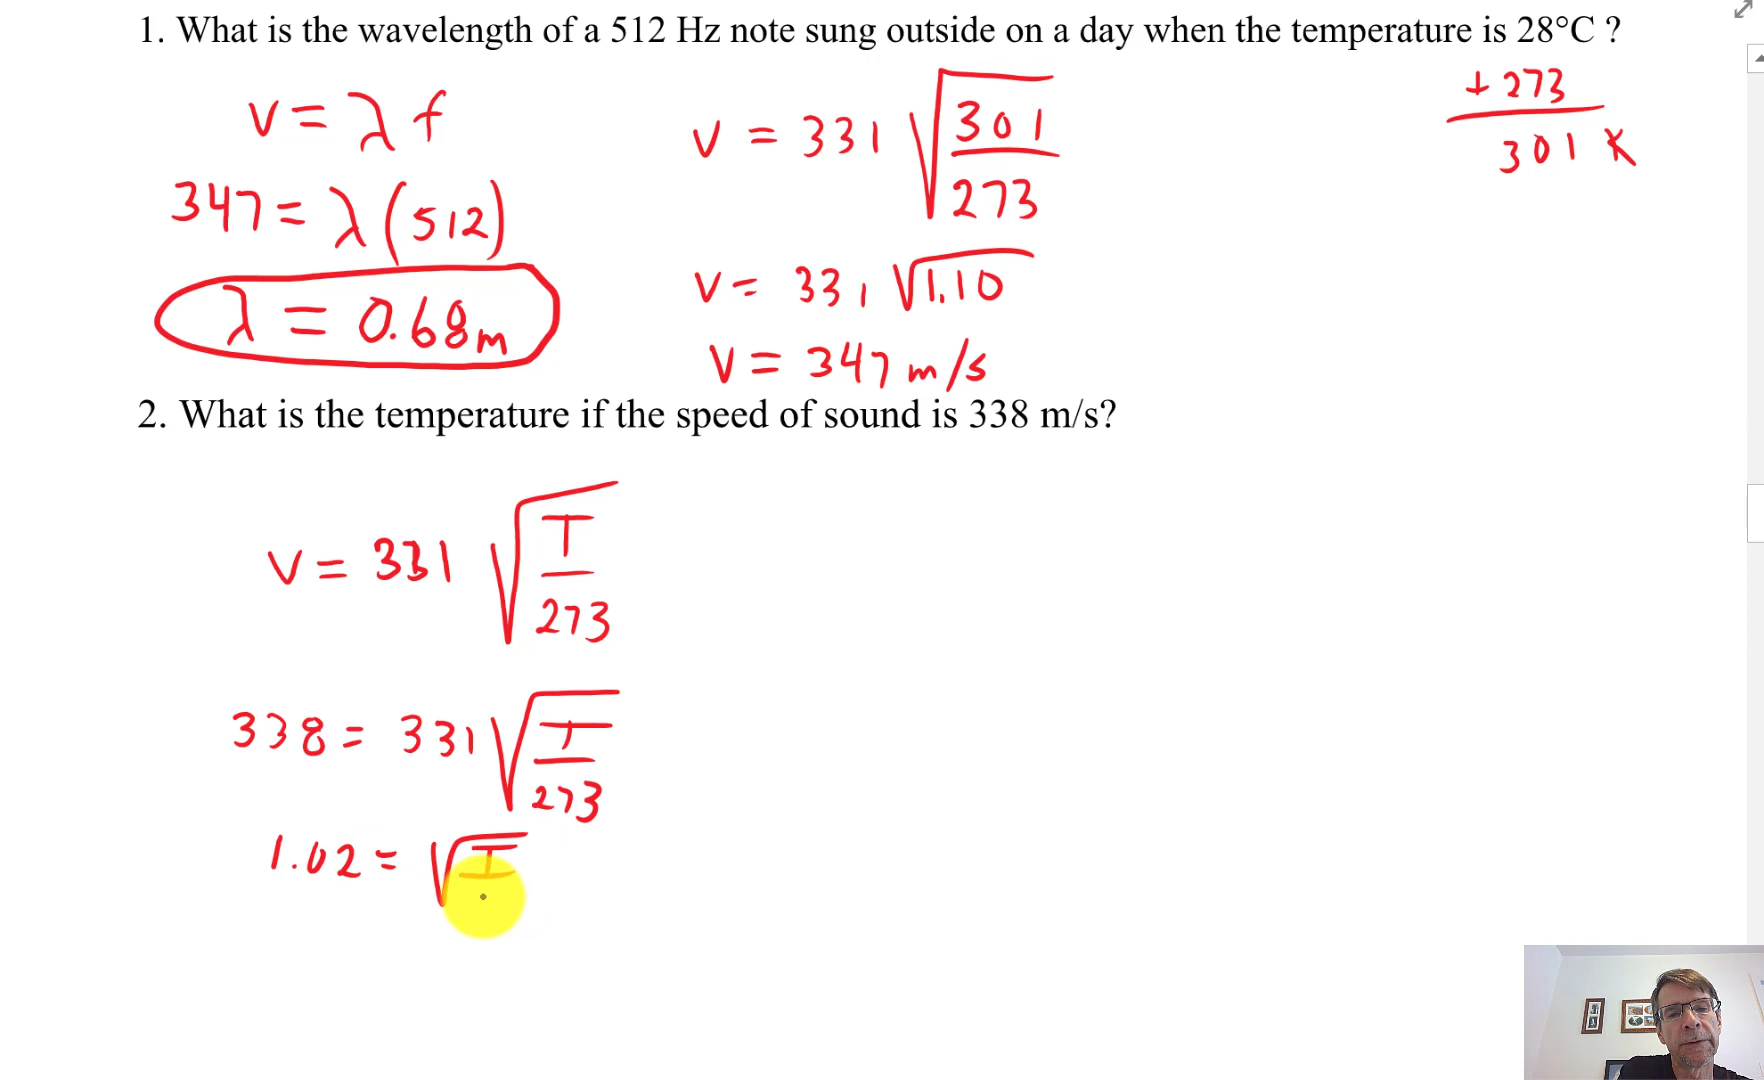 1. What is the wavelength of a 512 Hz note sung outside on a day when the temperature is 28°C ?
+ 273
301 K
v = λ f
347 = λ (512)
λ = 0.68 m
v = 331 √(301/273)
v = 331 √1.10
v = 347 m/s
2. What is the temperature if the speed of sound is 338 m/s?
v = 331 √(T/273)
338 = 331 √(T/273)
1.02 = √T